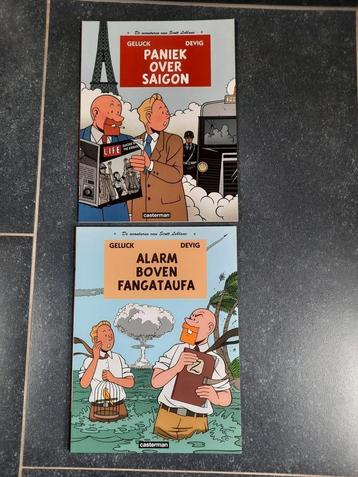 De avonturen van Scott Leblanc
GELUCK DEVIG
PANIEK
OVER
SAIGON
LIFE
casterman
De avonturen van Scott Leblanc
GELUCK DEVIG
ALARM
BOVEN
FANGATAUFA
casterman